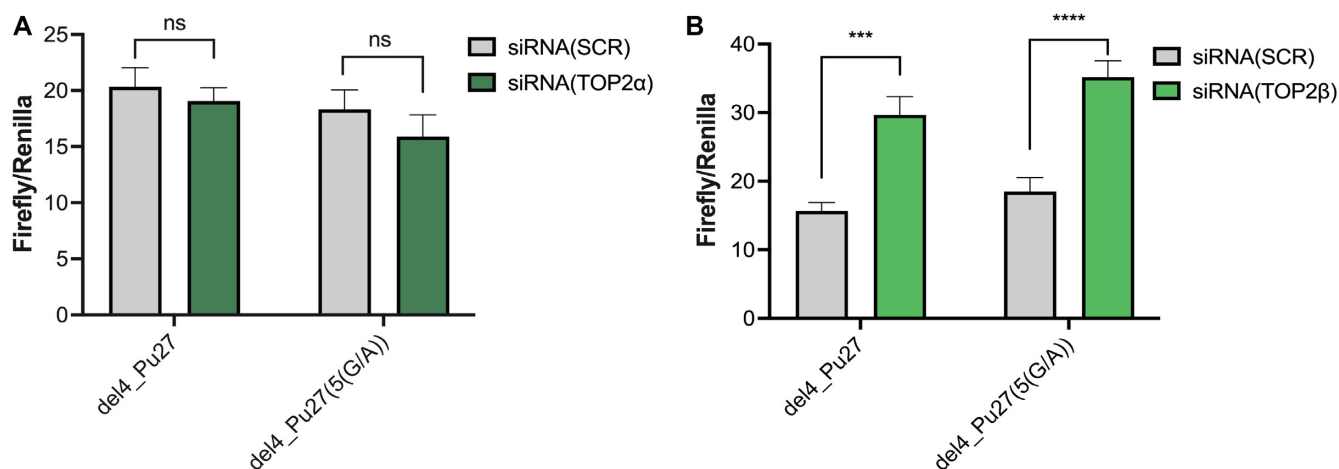 A
Firefly/Renilla
25
20
15
10
5
0
ns
ns
siRNA(SCR)
siRNA(TOP2α)
del4_Pu27
del4_Pu27(5(G/A))
B
Firefly/Renilla
40
30
20
10
0
***
****
siRNA(SCR)
siRNA(TOP2β)
del4_Pu27
del4_Pu27(5(G/A))